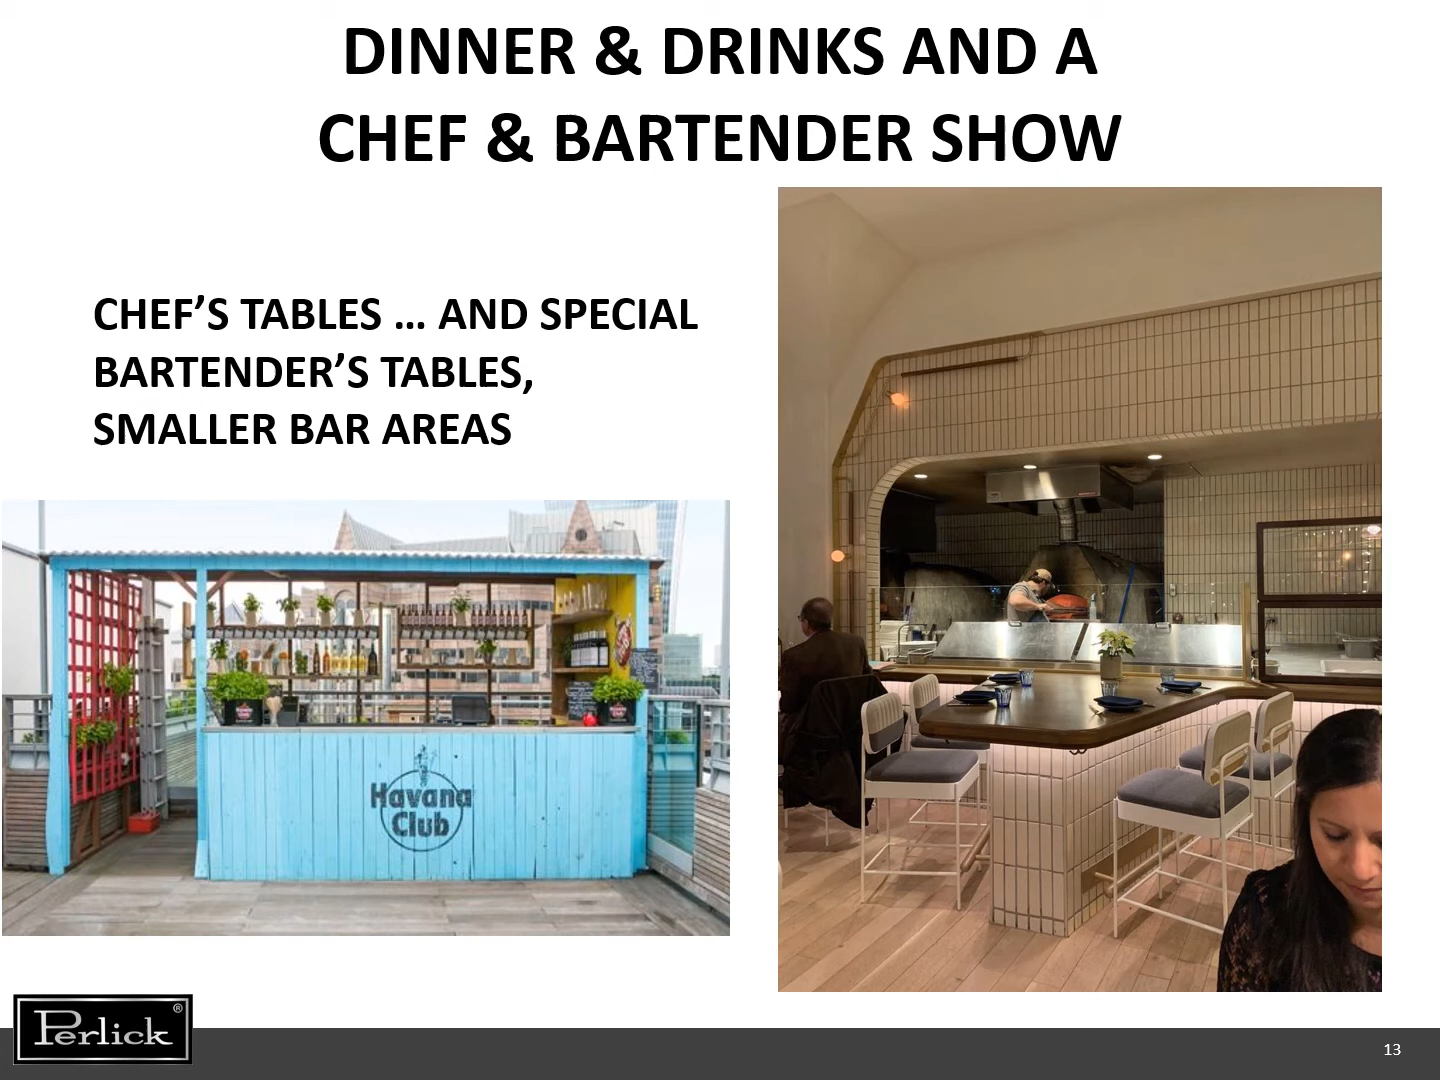 DINNER & DRINKS AND A
CHEF & BARTENDER SHOW
CHEF’S TABLES … AND SPECIAL
BARTENDER’S TABLES,
SMALLER BAR AREAS
Havana
Club
Perlick®
13